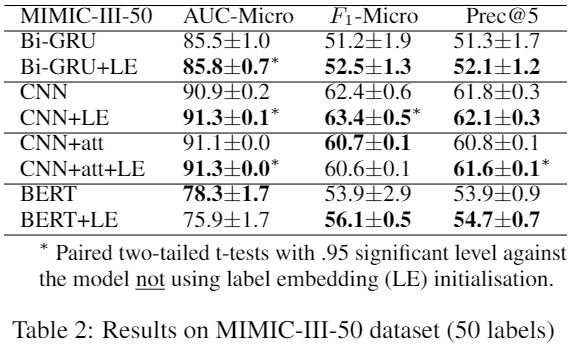 MIMIC-III-50 AUC-Micro F₁-Micro Prec@5
Bi-GRU 85.5±1.0 51.2±1.9 51.3±1.7
Bi-GRU+LE 85.8±0.7* 52.5±1.3 52.1±1.2
CNN 90.9±0.2 62.4±0.6 61.8±0.3
CNN+LE 91.3±0.1* 63.4±0.5* 62.1±0.3
CNN+att 91.1±0.0 60.7±0.1 60.8±0.1
CNN+att+LE 91.3±0.0* 60.6±0.1 61.6±0.1*
BERT 78.3±1.7 53.9±2.9 53.9±0.9
BERT+LE 75.9±1.7 56.1±0.5 54.7±0.7
* Paired two-tailed t-tests with .95 significant level against
the model not using label embedding (LE) initialisation.
Table 2: Results on MIMIC-III-50 dataset (50 labels)